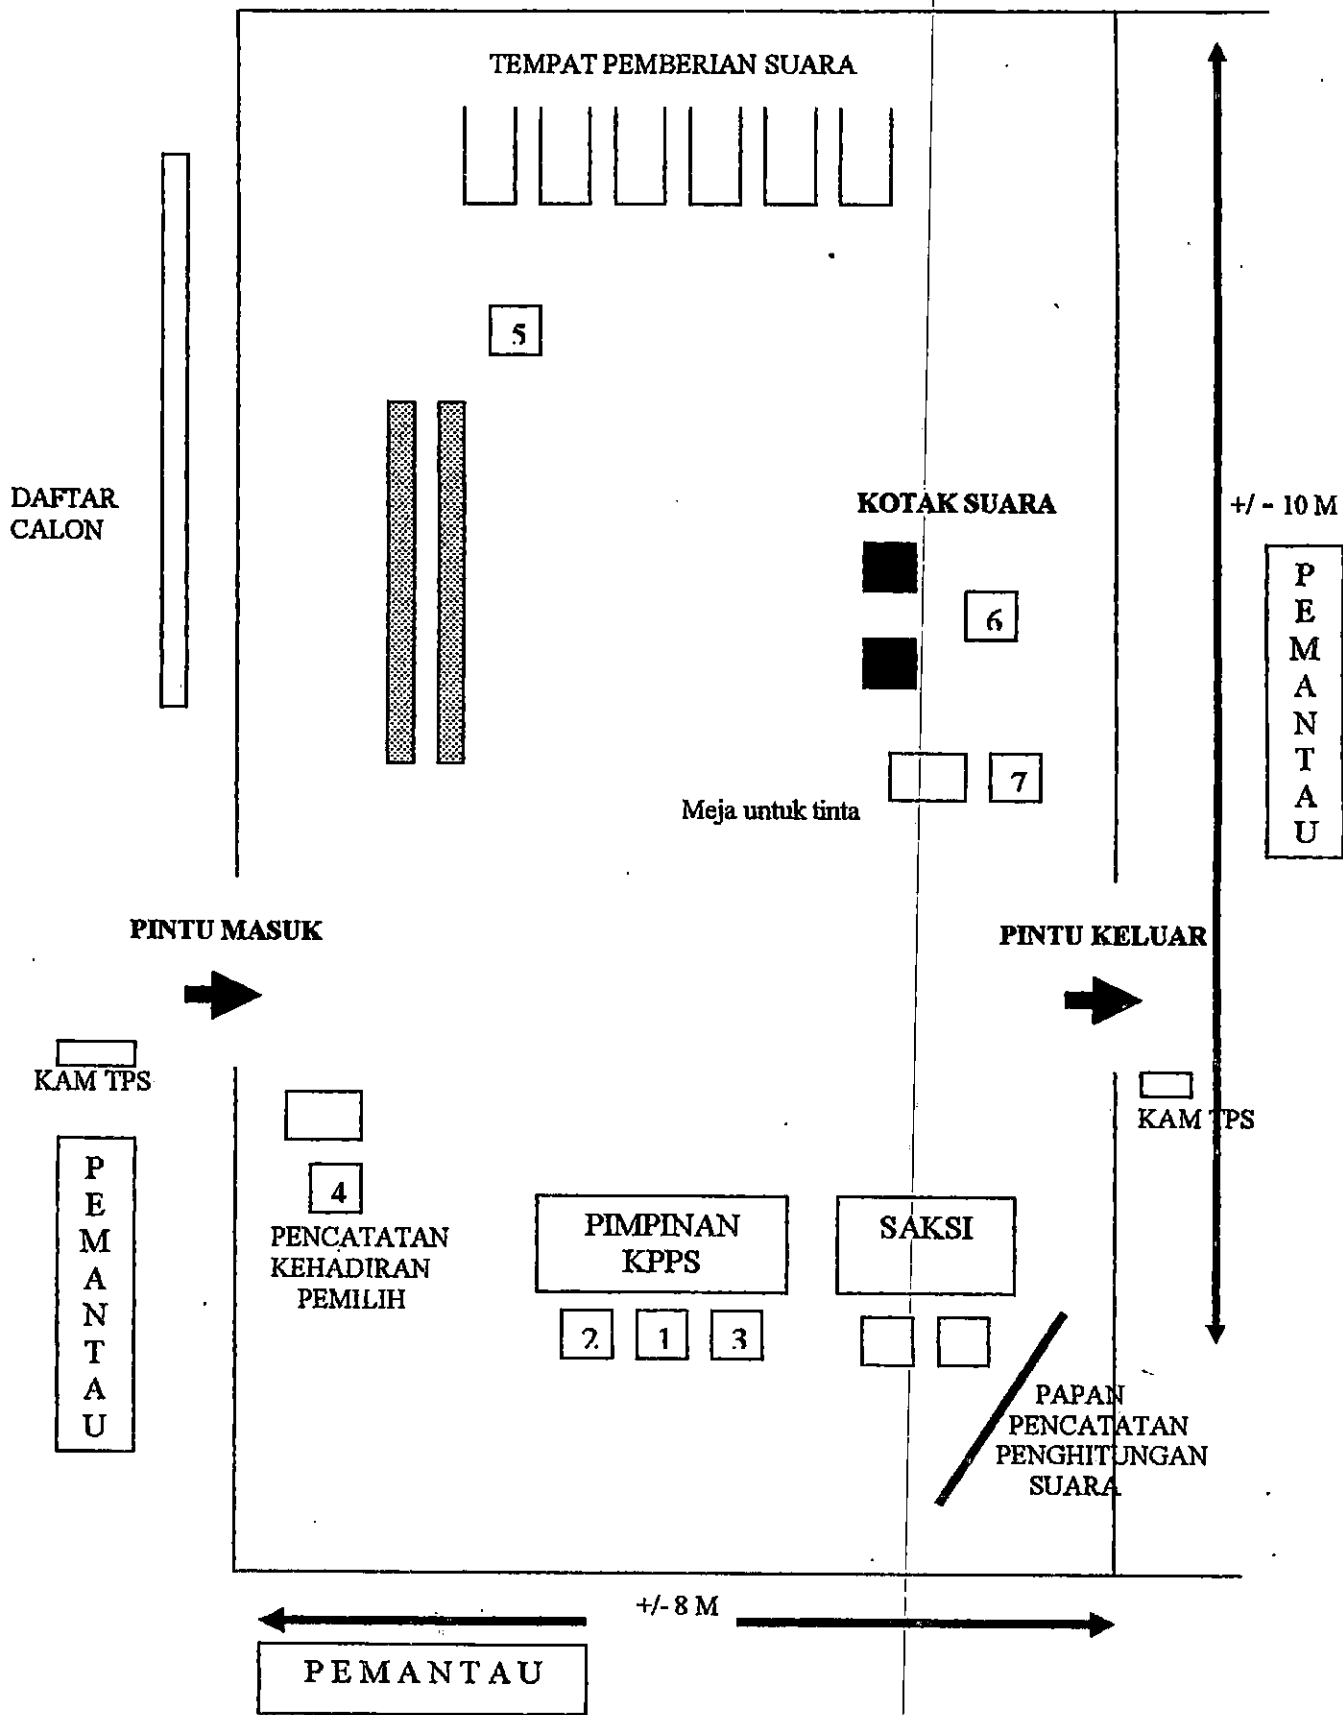 TEMPAT PEMBERIAN SUARA
5
DAFTAR
CALON
KOTAK SUARA
+/ - 10 M
6
P
E
M
A
N
T
A
U
7
Meja untuk tinta
PINTU MASUK
PINTU KELUAR
KAM TPS
KAM TPS
P
E
M
A
N
T
A
U
4
PENCATATAN
KEHADIRAN
PEMILIH
PIMPINAN
KPPS
SAKSI
2
1
3
PAPAN
PENCATATAN
PENGHITUNGAN
SUARA
+/- 8 M
PEMANTAU